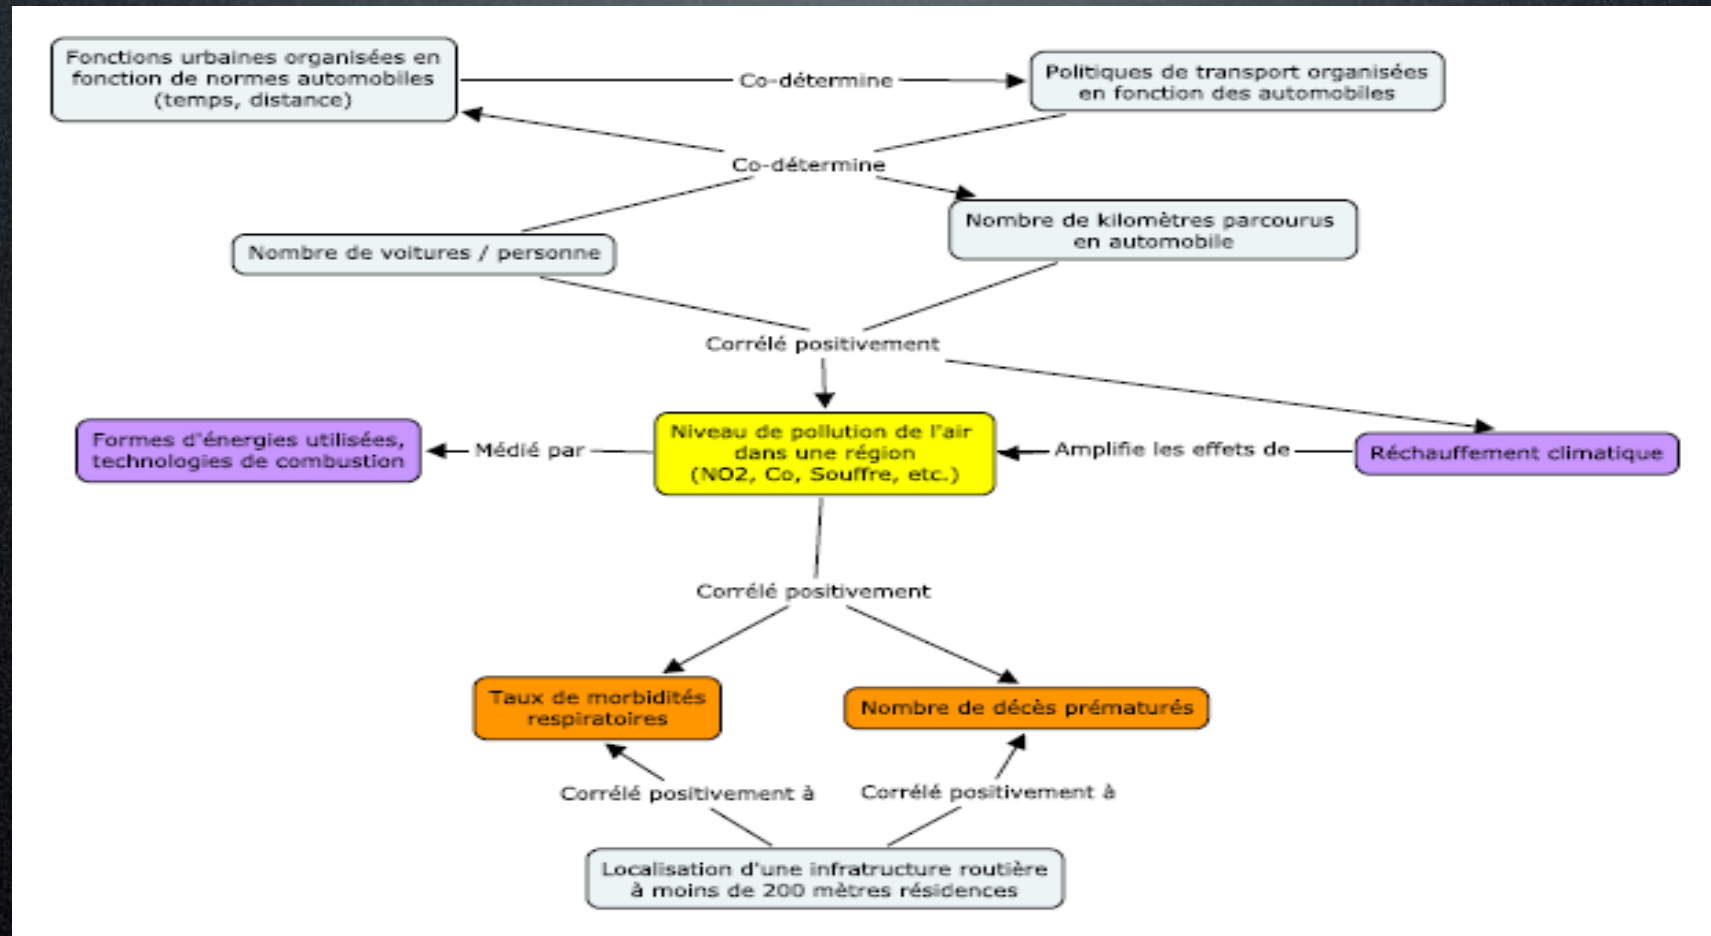 Fonctions urbaines organisées en
fonction de normes automobiles
(temps, distance)
Co-détermine
Politiques de transport organisées
en fonction des automobiles
Co-détermine
Nombre de voitures / personne
Nombre de kilomètres parcourus
en automobile
Corrélé positivement
Formes d'énergies utilisées,
technologies de combustion
Médié par
Niveau de pollution de l'air
dans une région
(NO2, Co, Souffre, etc.)
Amplifie les effets de
Réchauffement climatique
Corrélé positivement
Taux de morbidités
respiratoires
Nombre de décès prématurés
Corrélé positivement à
Corrélé positivement à
Localisation d'une infratructure routière
à moins de 200 mètres résidences